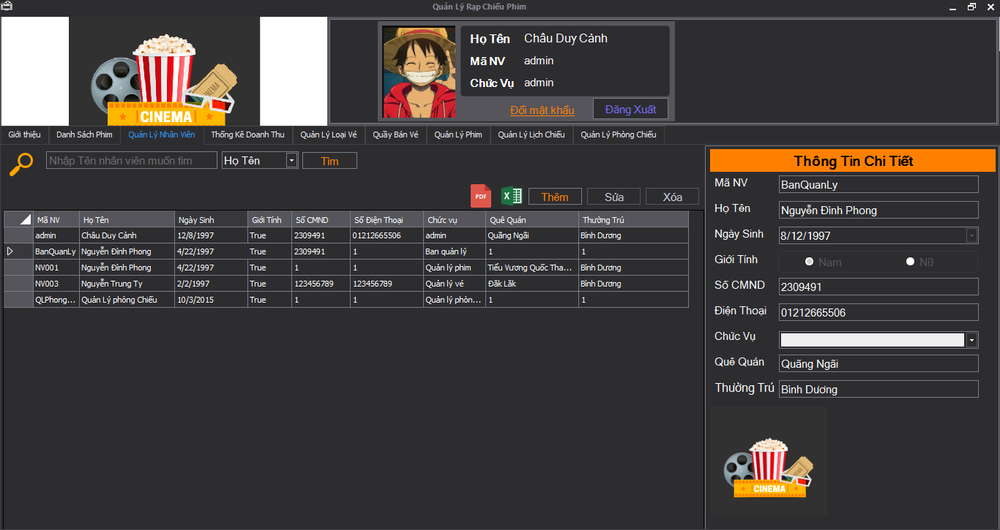 Quản Lý Rạp Chiếu Phim
CINEMA
CINEMA
Họ Tên Châu Duy Cảnh
Mã NV admin
Chức Vụ admin
Đổi mật khẩu Đăng Xuất
Giới thiệu Danh Sách Phim Quản Lý Nhân Viên Thống Kê Doanh Thu Quản Lý Loại Vé Quầy Bán Vé Quản Lý Phim Quản Lý Lịch Chiếu Quản Lý Phòng Chiếu
Nhập Tên nhân viên muốn tìm Họ Tên Tìm
PDF X Thêm Sửa Xóa
Mã NV Họ Tên Ngày Sinh Giới Tính Số CMND Số Điện Thoại Chức vụ Quê Quán Thường Trú
admin Châu Duy Cảnh 12/8/1997 True 2309491 01212665506 admin Quãng Ngãi Bình Dương
BanQuanLy Nguyễn Đình Phong 4/22/1997 True 2309491 1 Ban quản lý 1 1
NV001 Nguyễn Đình Phong 4/22/1997 True 1 1 Quản lý phim Tiểu Vương Quốc Tha... Bình Dương
NV003 Nguyễn Trung Ty 2/2/1997 True 123456789 123456789 Quản lý vé Đăk Lăk Bình Dương
QLPhong... Quản Lý phòng Chiếu 10/3/2015 True 1 1 Quản lý phòn... 1 1
Thông Tin Chi Tiết
Mã NV BanQuanLy
Họ Tên Nguyễn Đình Phong
Ngày Sinh 8/12/1997
Giới Tính Nam Nữ
Số CMND 2309491
Điện Thoại 01212665506
Chức Vụ
Quê Quán Quãng Ngãi
Thường Trú Bình Dương
CINEMA